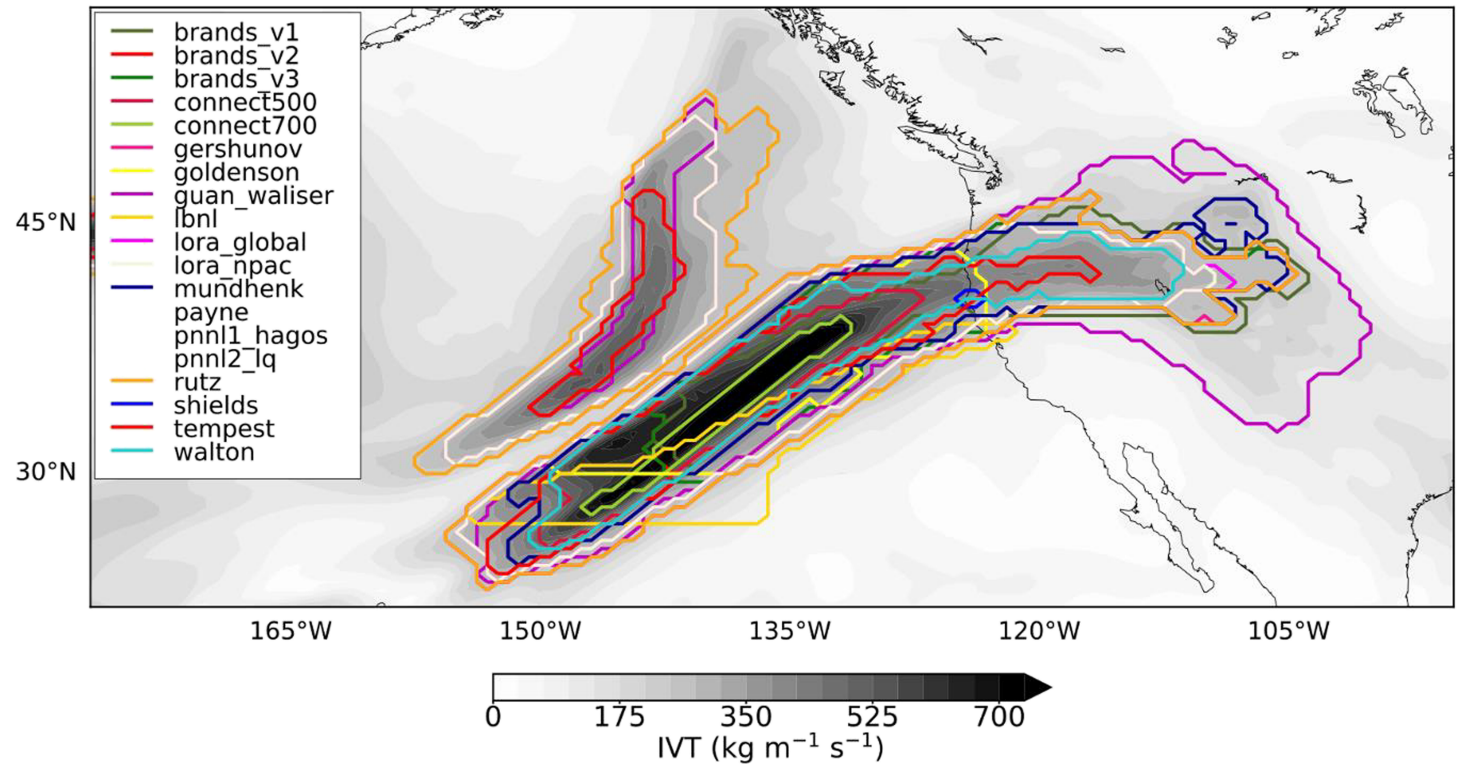 brands_v1
brands_v2
brands_v3
connect500
connect700
gershunov
goldenson
guan_waliser
lbnl
lora_global
lora_npac
mundhenk
payne
pnnl1_hagos
pnnl2_lq
rutz
shields
tempest
walton
45°N
30°N
165°W 150°W 135°W 120°W 105°W
0 175 350 525 700
IVT (kg m⁻¹ s⁻¹)